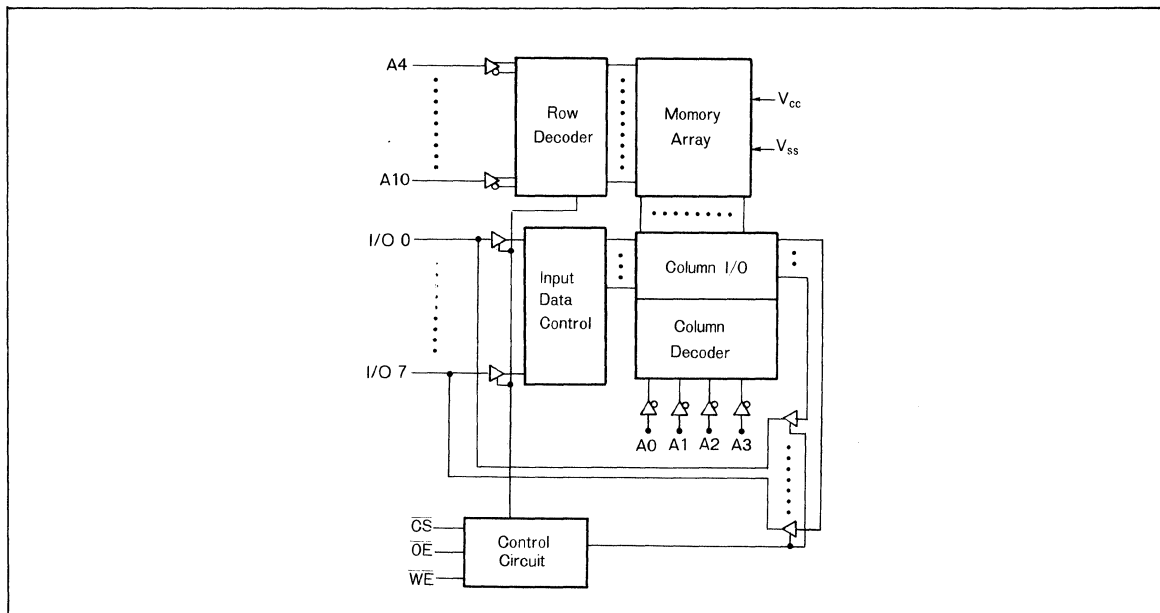 A4
Row
Decoder
Momory
Array
Vcc
Vss
A10
I/O 0
Input
Data
Control
Column I/O
Column
Decoder
I/O 7
A0 A1 A2 A3
CS
OE
WE
Control
Circuit